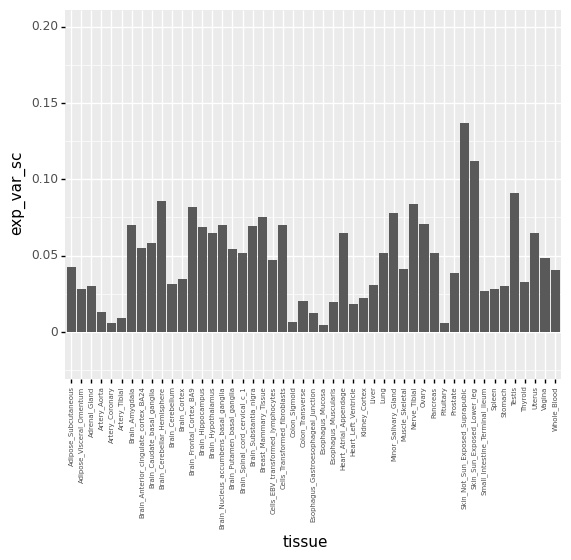 0.20
0.15
0.10
0.05
0
exp_var_sc
Adipose_Subcutaneous
Adipose_Visceral_Omentum
Adrenal_Gland
Artery_Aorta
Artery_Coronary
Artery_Tibial
Brain_Amygdala
Brain_Anterior_cingulate_cortex_BA24
Brain_Caudate_basal_ganglia
Brain_Cerebellar_Hemisphere
Brain_Cerebellum
Brain_Cortex
Brain_Frontal_Cortex_BA9
Brain_Hippocampus
Brain_Hypothalamus
Brain_Nucleus_accumbens_basal_ganglia
Brain_Putamen_basal_ganglia
Brain_Spinal_cord_cervical_c_1
Brain_Substantia_nigra
Breast_Mammary_Tissue
Cells_EBV_transformed_lymphocytes
Cells_Transformed_fibroblasts
Colon_Sigmoid
Colon_Transverse
Esophagus_Gastroesophageal_Junction
Esophagus_Mucosa
Esophagus_Muscularis
Heart_Atrial_Appendage
Heart_Left_Ventricle
Kidney_Cortex
Liver
Lung
Minor_Salivary_Gland
Muscle_Skeletal
Nerve_Tibial
Ovary
Pancreas
Pituitary
Prostate
Skin_Not_Sun_Exposed_Suprapubic
Skin_Sun_Exposed_Lower_leg
Small_Intestine_Terminal_Ileum
Spleen
Stomach
Testis
Thyroid
Uterus
Vagina
Whole_Blood
tissue